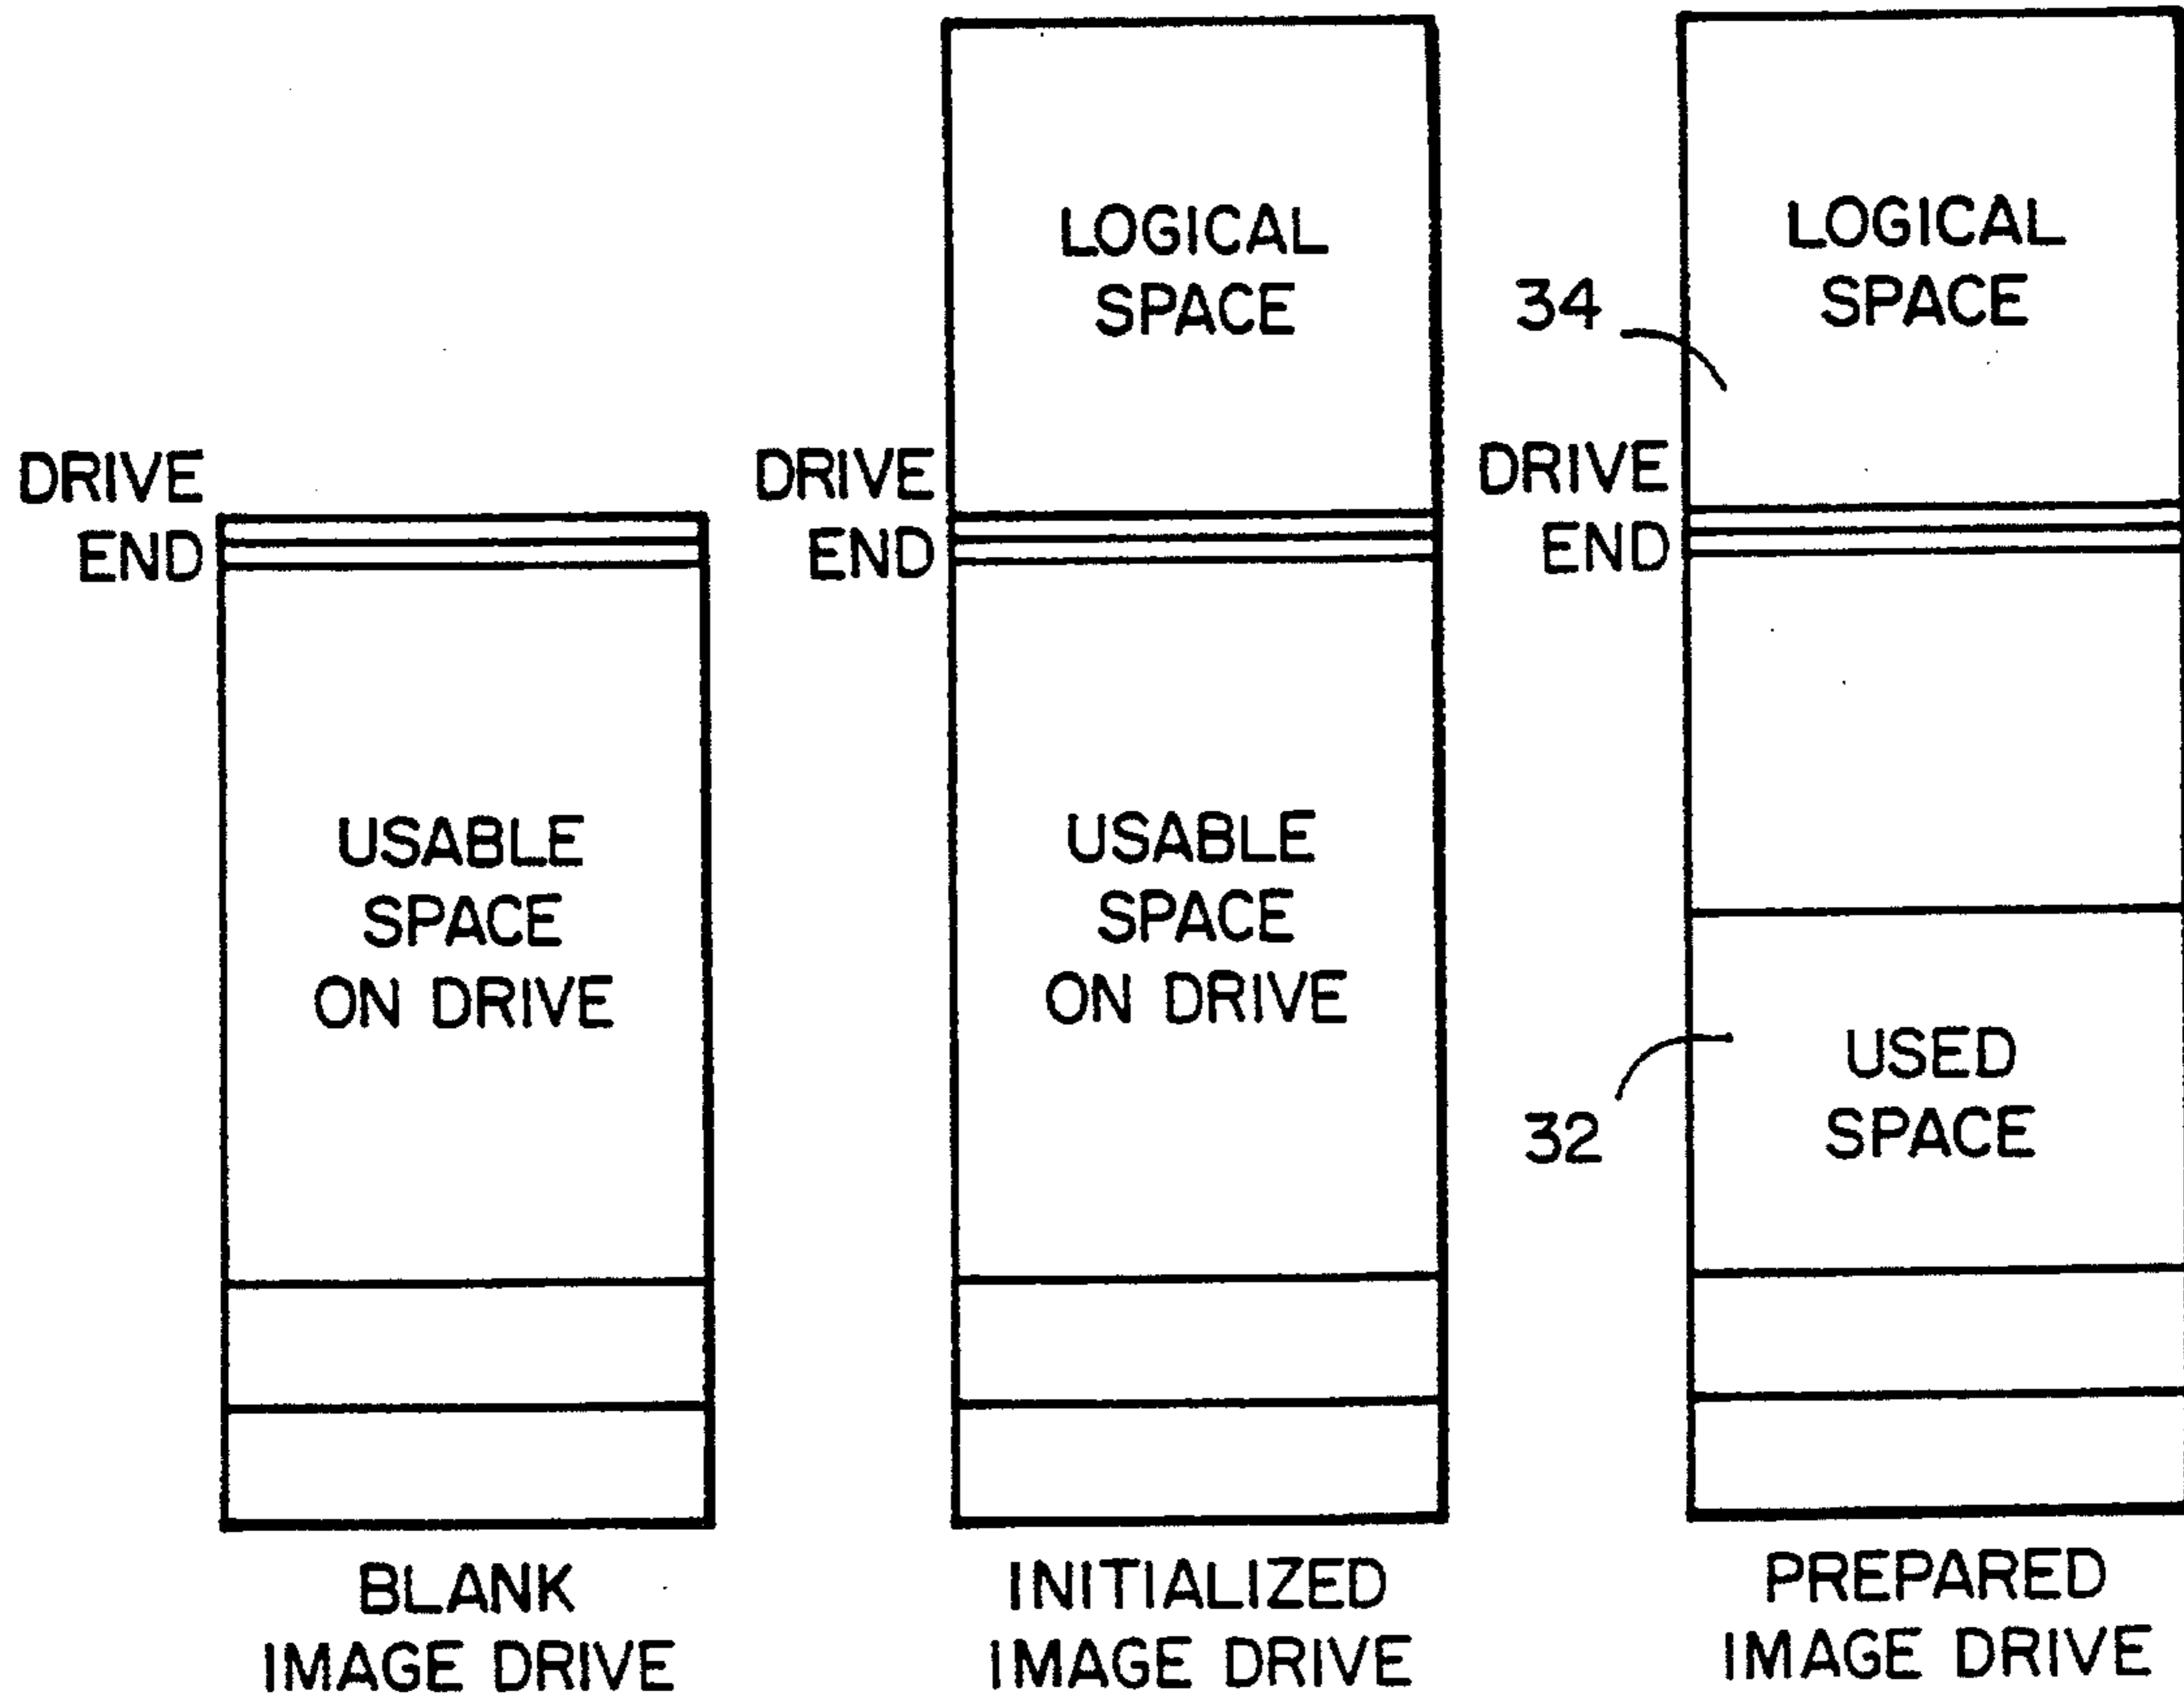 DRIVE
END
USABLE
SPACE
ON DRIVE
BLANK
IMAGE DRIVE
LOGICAL
SPACE
DRIVE
END
USABLE
SPACE
ON DRIVE
INITIALIZED
IMAGE DRIVE
LOGICAL
SPACE
34
DRIVE
END
USED
SPACE
32
PREPARED
IMAGE DRIVE